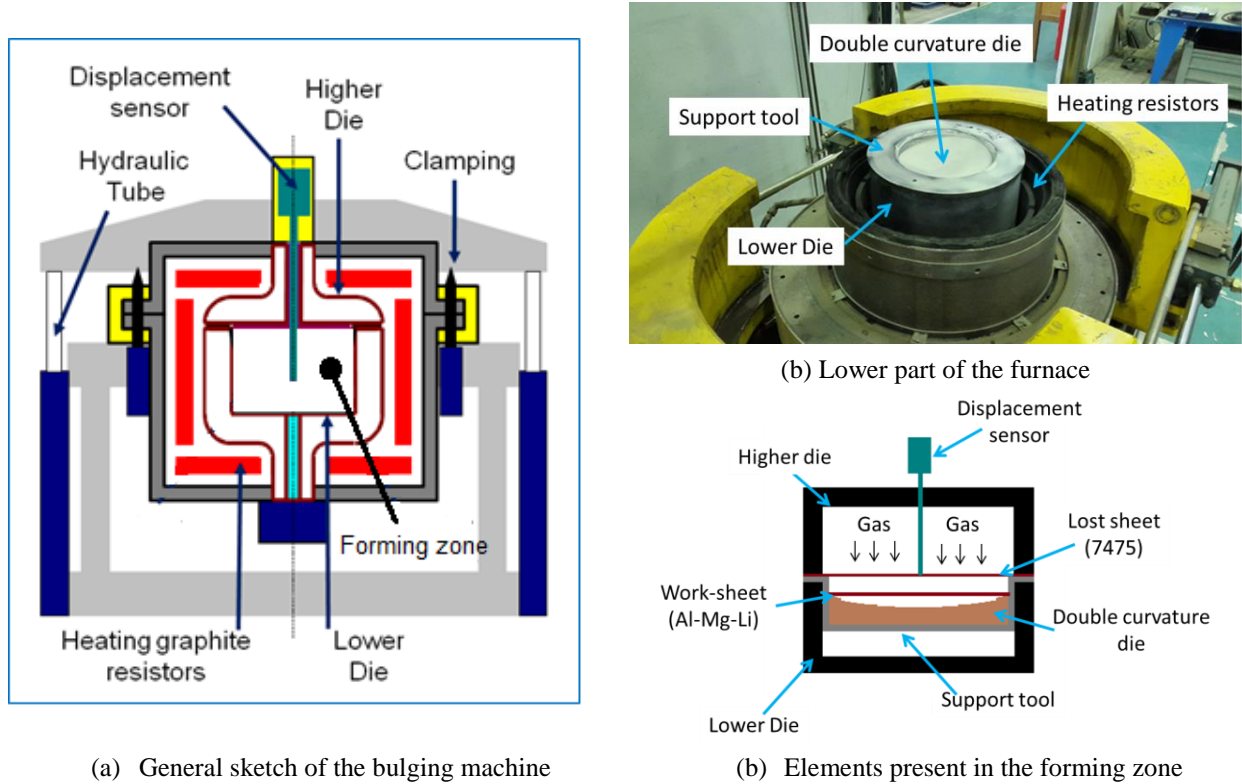 Displacement
sensor
Higher
Die
Hydraulic
Tube
Clamping
Forming zone
Heating graphite
resistors
Lower
Die
(a) General sketch of the bulging machine
Double curvature die
Support tool
Heating resistors
Lower Die
(b) Lower part of the furnace
Displacement
sensor
Higher die
Gas
Gas
Lost sheet
(7475)
Work-sheet
(Al-Mg-Li)
Double curvature
die
Support tool
Lower Die
(b) Elements present in the forming zone